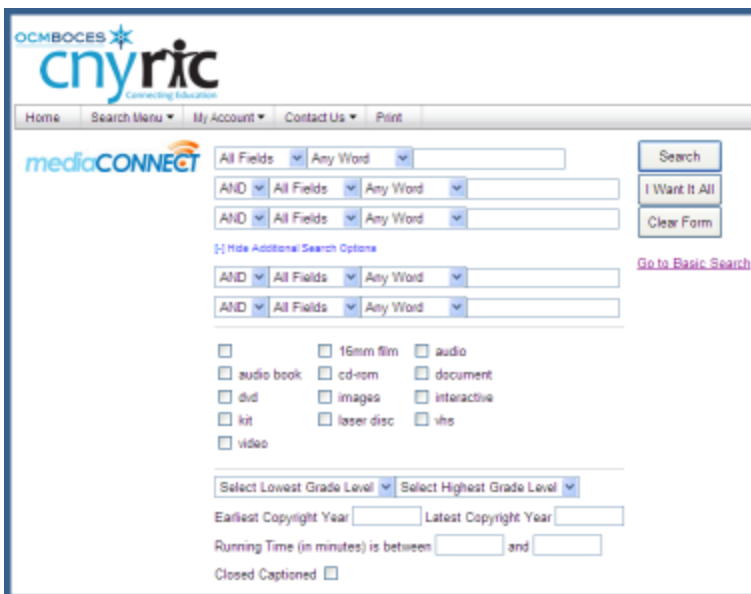 OCMBOCES
cnyric
Connecting Education
Home Search Menu My Account Contact Us Print
mediaCONNECT All Fields Any Word Search
AND All Fields Any Word I Want It All
AND All Fields Any Word Clear Form
[-] Hide Additional Search Options
Go to Basic Search
AND All Fields Any Word
AND All Fields Any Word
16mm film audio
audio book cd-rom document
dvd images interactive
kit laser disc vhs
video
Select Lowest Grade Level Select Highest Grade Level
Earliest Copyright Year Latest Copyright Year
Running Time (in minutes) is between and
Closed Captioned